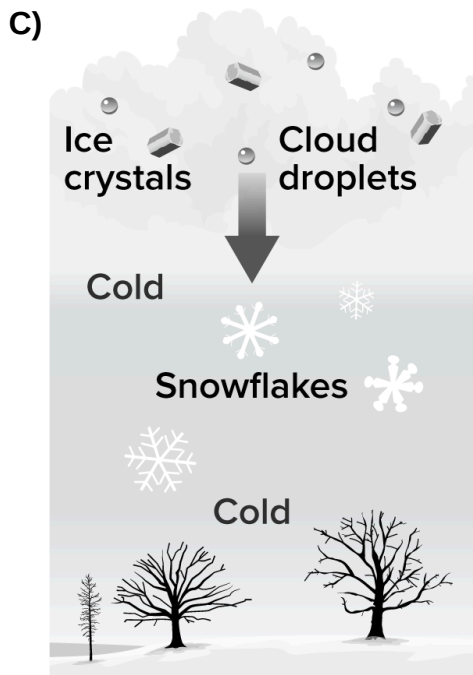 C)
Ice
crystals
Cloud
droplets
Cold
Snowflakes
Cold